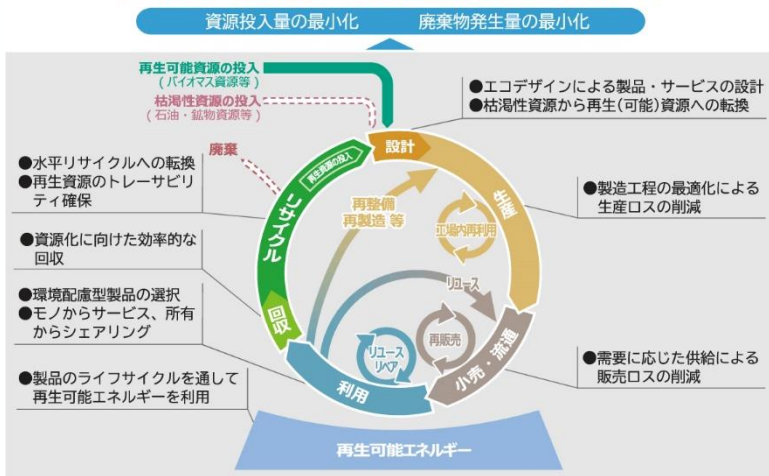 資源投入量の最小化 廃棄物発生量の最小化
再生可能資源の投入
(バイオマス資源等)
枯渇性資源の投入
(石油・鉱物資源等)
廃棄
●エコデザインによる製品・サービスの設計
●枯渇性資源から再生(可能)資源への転換
●水平リサイクルへの転換
●再生資源のトレーサビリ
ティ確保
●資源化に向けた効率的な
回収
●環境配慮型製品の選択
●モノからサービス、所有
からシェアリング
●製品のライフサイクルを通して
再生可能エネルギーを利用
●製造工程の最適化による
生産ロスの削減
●需要に応じた供給による
販売ロスの削減
設計
生産
小売・流通
利用
回収
リサイクル
再生資源の投入
再整備
再製造 等
工場内再利用
リユース
再販売
リユース
リペア
再生可能エネルギー